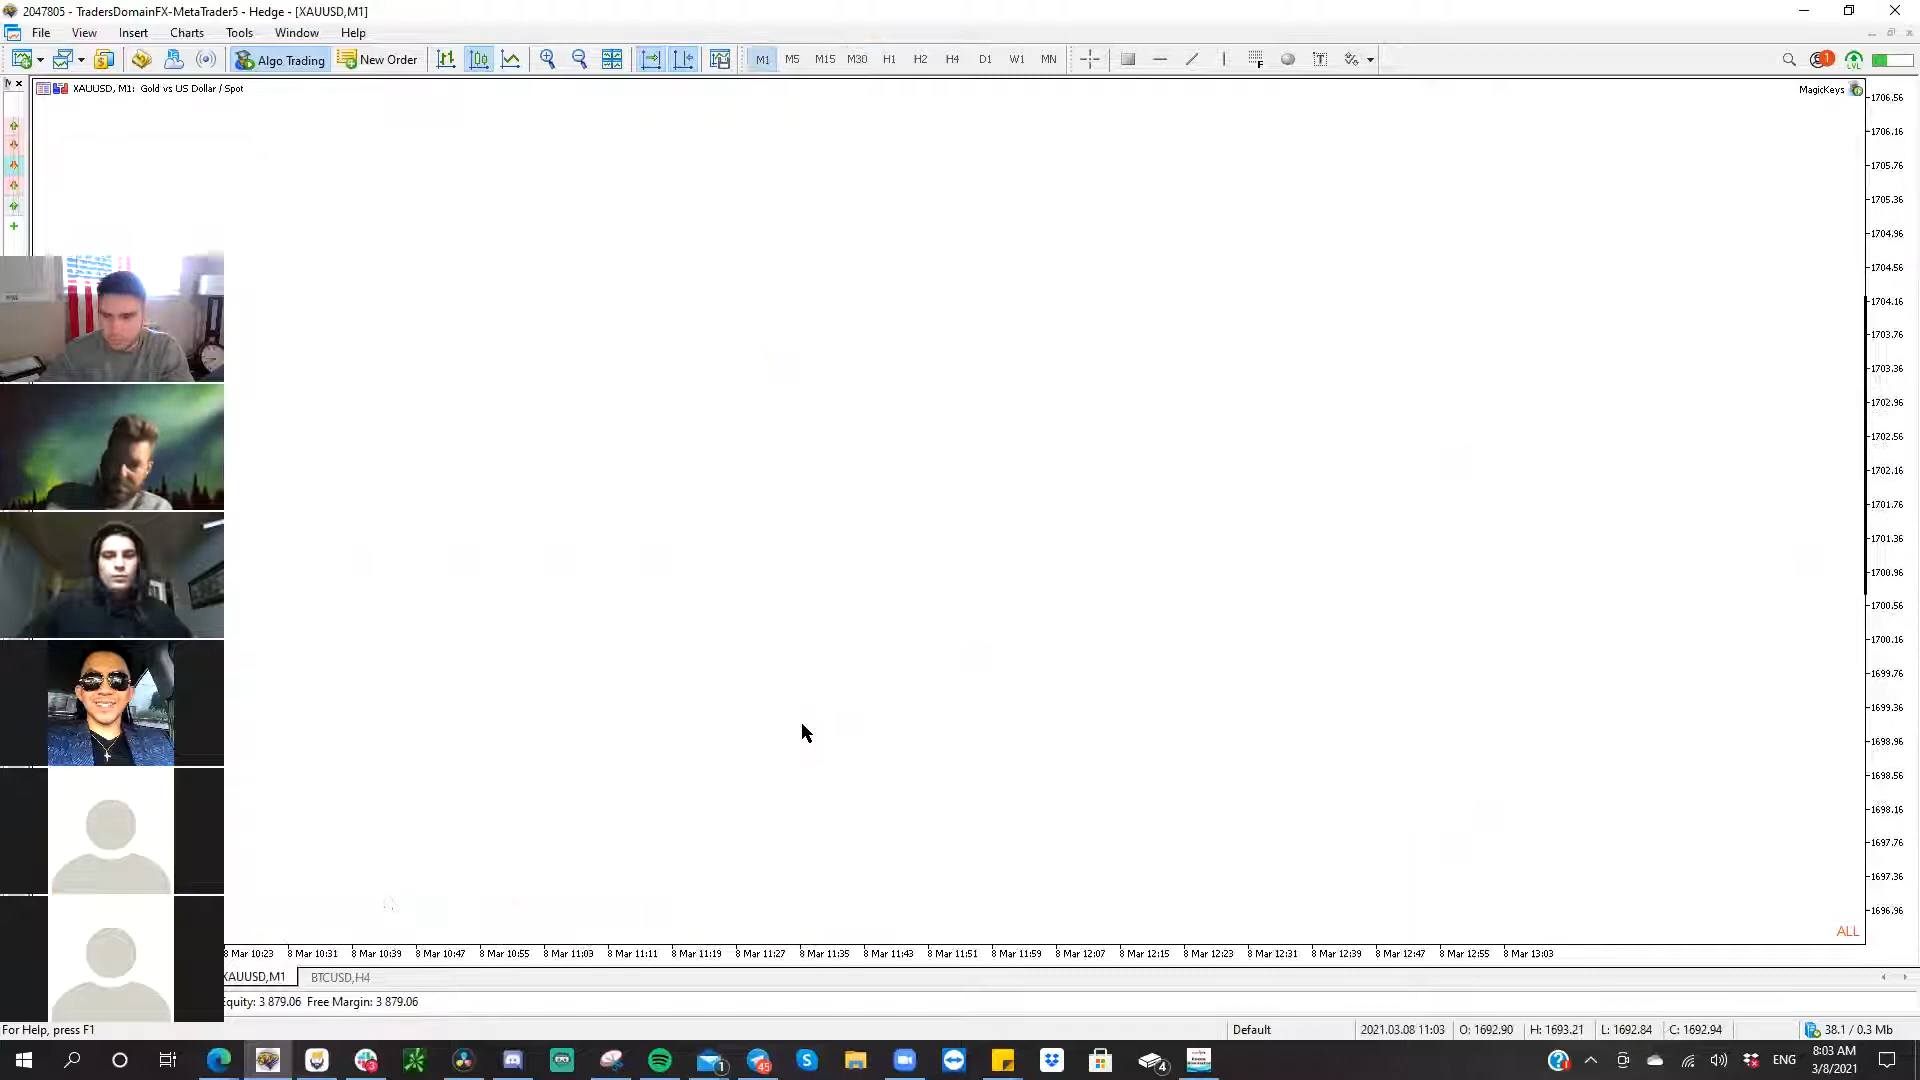 2047805 - TradersDomainFX-MetaTrader5 - Hedge - [XAUUSD,M1]
File View Insert Charts Tools Window Help
Algo Trading New Order M1 M5 M15 M30 H1 H2 H4 D1 W1 MN 1 LVL
XAUUSD, M1: Gold vs US Dollar / Spot
MagicKeys
1706.56
1706.16
1705.76
1705.36
1704.96
1704.56
1704.16
1703.76
1703.36
1702.96
1702.56
1702.16
1701.76
1701.36
1700.96
1700.56
1700.16
1699.76
1699.36
1698.96
1698.56
1698.16
1697.76
1697.36
1696.96
ALL
8 Mar 10:23 8 Mar 10:31 8 Mar 10:39 8 Mar 10:47 8 Mar 10:55 8 Mar 11:03 8 Mar 11:11 8 Mar 11:19 8 Mar 11:27 8 Mar 11:35 8 Mar 11:43 8 Mar 11:51 8 Mar 11:59 8 Mar 12:07 8 Mar 12:15 8 Mar 12:23 8 Mar 12:31 8 Mar 12:39 8 Mar 12:47 8 Mar 12:55 8 Mar 13:03
XAUUSD,M1 BTCUSD,H4
Equity: 3 879.06 Free Margin: 3 879.06
For Help, press F1 Default 2021.03.08 11:03 O: 1692.90 H: 1693.21 L: 1692.84 C: 1692.94 38.1 / 0.3 Mb
3 1 45 4 ENG 8:03 AM
3/8/2021